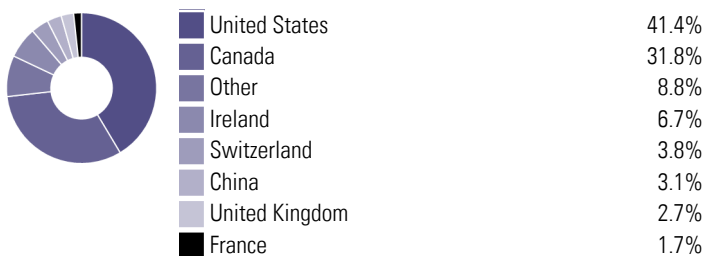 United States 41.4%
Canada 31.8%
Other 8.8%
Ireland 6.7%
Switzerland 3.8%
China 3.1%
United Kingdom 2.7%
France 1.7%